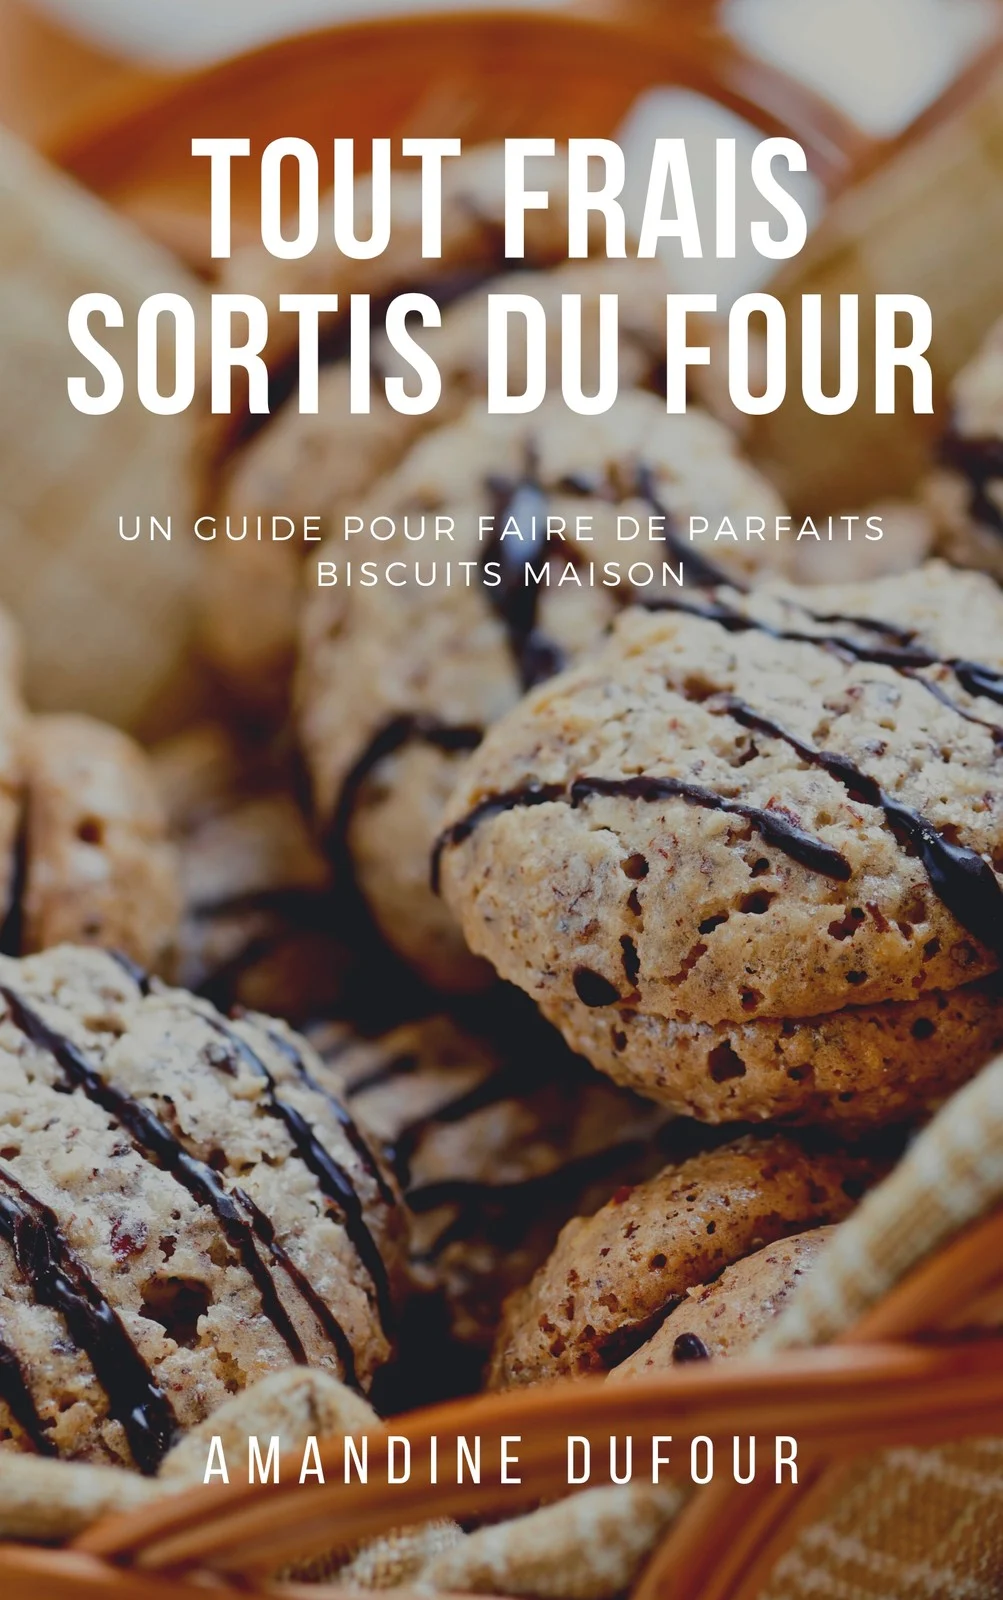 TOUT FRAIS
SORTIS DU FOUR
UN GUIDE POUR FAIRE DE PARFAITS
BISCUITS MAISON
AMANDINE DUFOUR